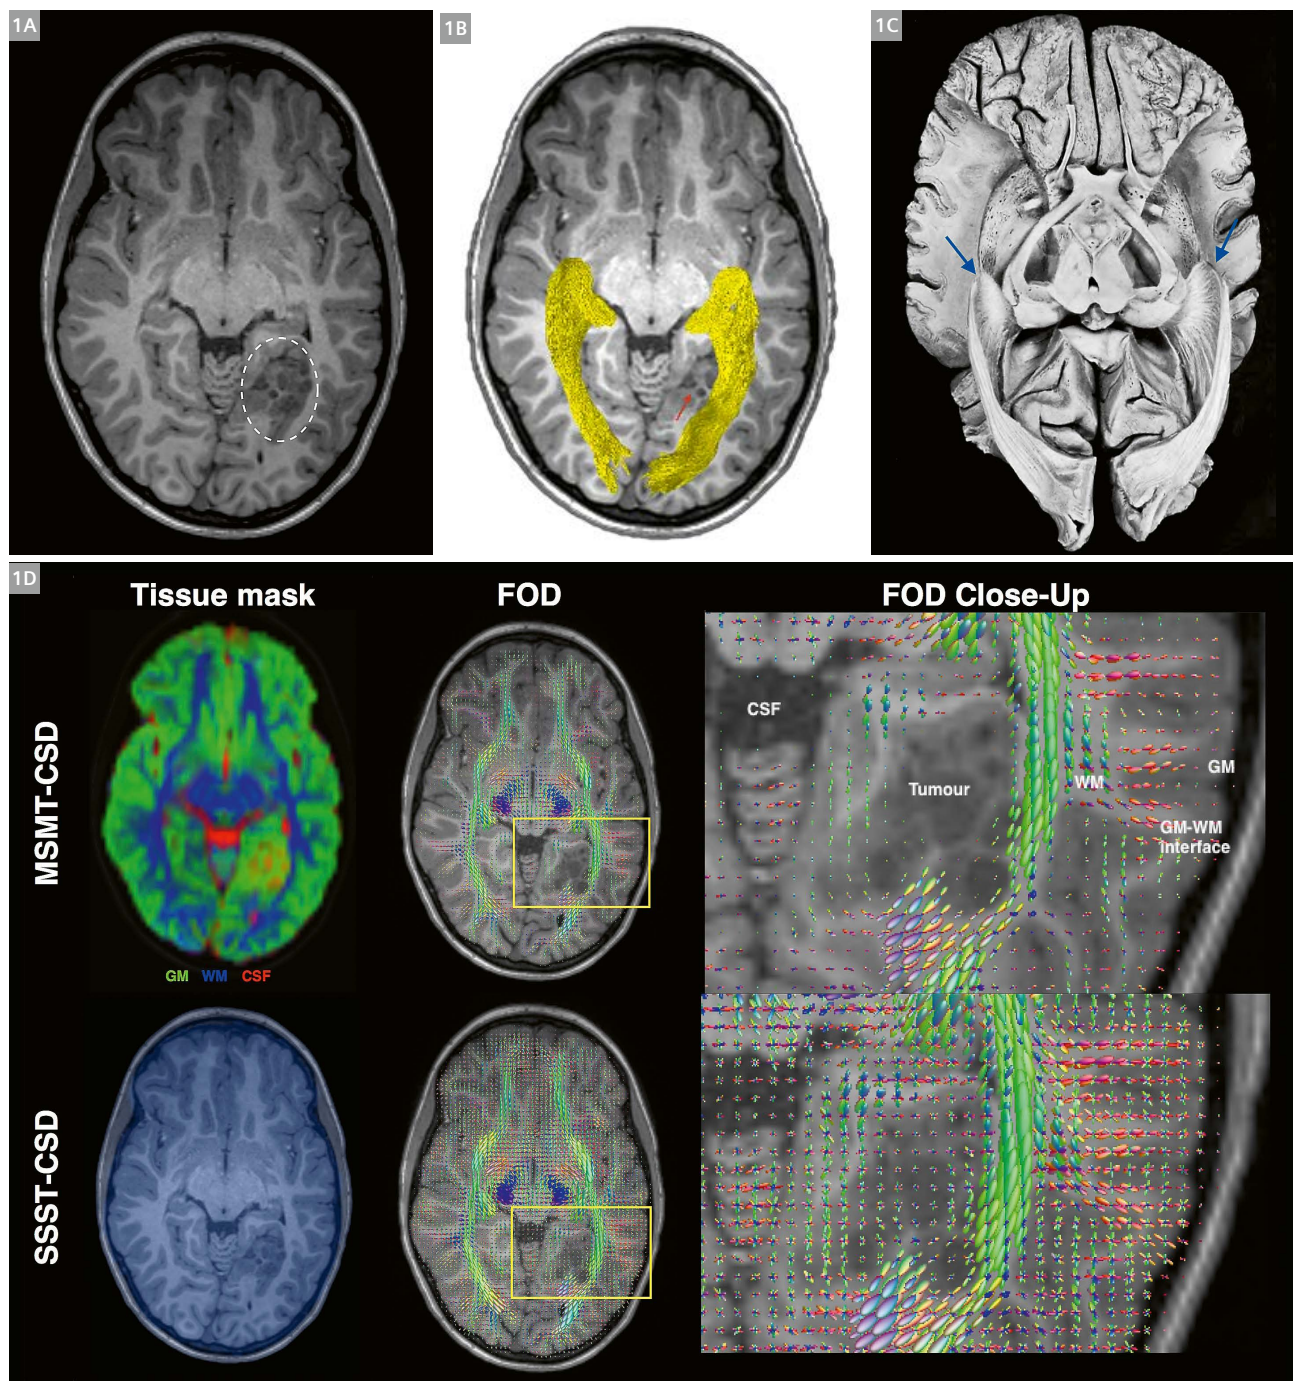 1A
1B
1C
1D
Tissue mask
FOD
FOD Close-Up
MSMT-CSD
CSF
Tumour
WM
GM
GM-WM
interface
GM WM CSF
SSST-CSD